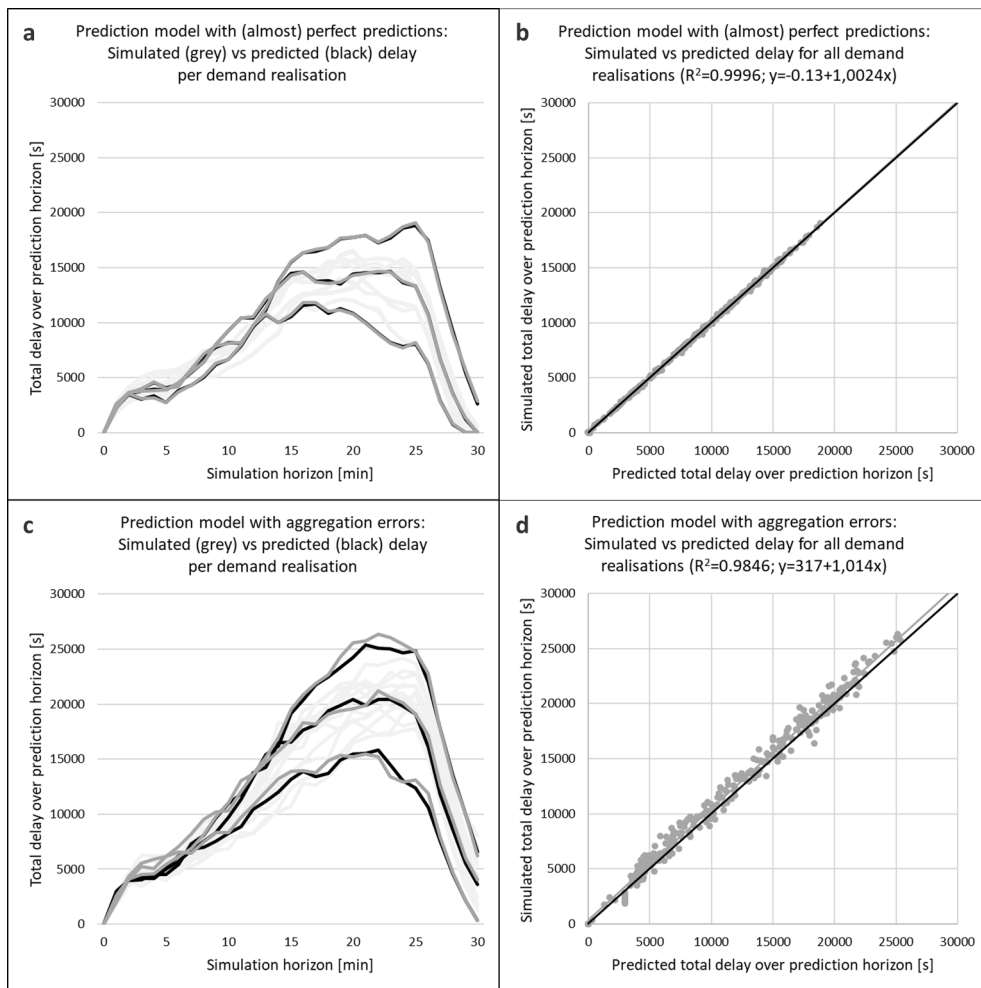 a
Prediction model with (almost) perfect predictions:
Simulated (grey) vs predicted (black) delay
per demand realisation
Total delay over prediction horizon [s]
30000
25000
20000
15000
10000
5000
0
0 5 10 15 20 25 30
Simulation horizon [min]
b
Prediction model with (almost) perfect predictions:
Simulated vs predicted delay for all demand
realisations (R²=0.9996; y=-0.13+1,0024x)
Simulated total delay over prediction horizon [s]
30000
25000
20000
15000
10000
5000
0
0 5000 10000 15000 20000 25000 30000
Predicted total delay over prediction horizon [s]
c
Prediction model with aggregation errors:
Simulated (grey) vs predicted (black) delay
per demand realisation
Total delay over prediction horizon [s]
30000
25000
20000
15000
10000
5000
0
0 5 10 15 20 25 30
Simulation horizon [min]
d
Prediction model with aggregation errors:
Simulated vs predicted delay for all demand
realisations (R²=0.9846; y=317+1,014x)
Simulated total delay over prediction horizon [s]
30000
25000
20000
15000
10000
5000
0
0 5000 10000 15000 20000 25000 30000
Predicted total delay over prediction horizon [s]